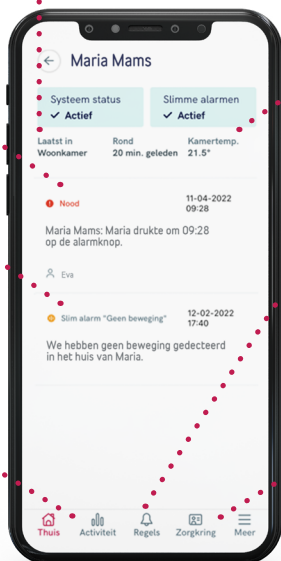 Maria Mams
Systeem status
Actief
Slimme alarmen
Actief
Laatst in
Woonkamer
Rond
20 min. geleden
Kamertemp.
21.5°
Nood
11-04-2022
09:28
Maria Mams: Maria drukte om 09:28
op de alarmknop.
Eva
Slim alarm "Geen beweging"
12-02-2022
17:40
We hebben geen beweging gedecteerd
in het huis van Maria.
Thuis
Activiteit
Regels
Zorgkring
Meer